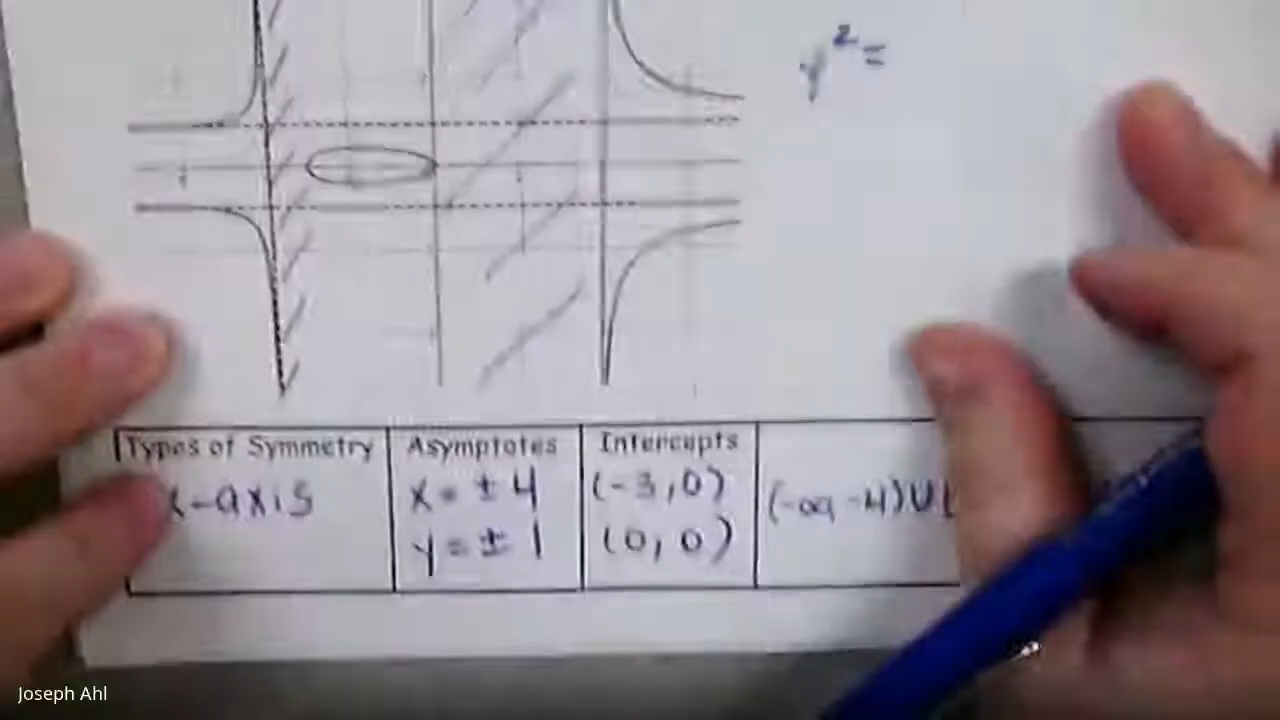 y² =
Types of Symmetry
Asymptotes
Intercepts
x-axis
x = ± 4
y = ± 1
(-3,0)
(0,0)
(-∞ -4)U[
Joseph Ahl